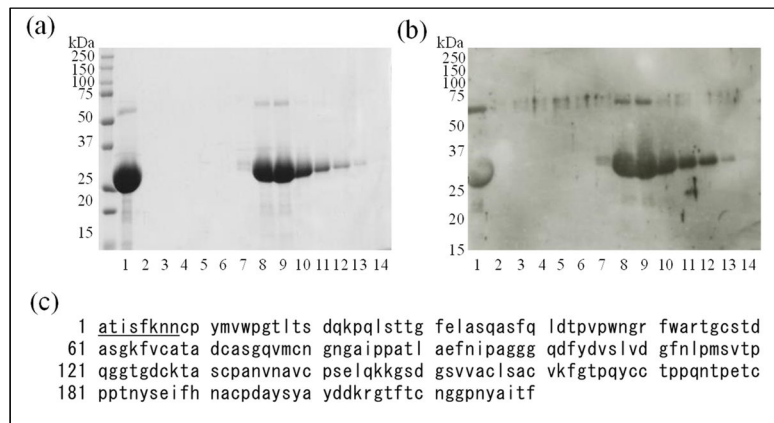 (a)
kDa
250
150
100
75
50
37
25
20
15
1 2 3 4 5 6 7 8 9 10 11 12 13 14
(b)
kDa
250
150
100
75
50
37
25
20
15
1 2 3 4 5 6 7 8 9 10 11 12 13 14
(c)
1 atisfknncp ymvwpgtlts dqkpqlsttg felasqasfq ldtpvpwngr fwartgcstd
61 asgkfvcata dcasgqvmcn gngaippatl aefnipaggg qdfydvslvd gfnlpmsvtp
121 qggtgdckta scpanvnavc pselqkkgsd gsvvaclsac vkfgtpqycc tppqntpetc
181 pptnyseifh nacpdaysya yddkrgtftc nggpnyaitf